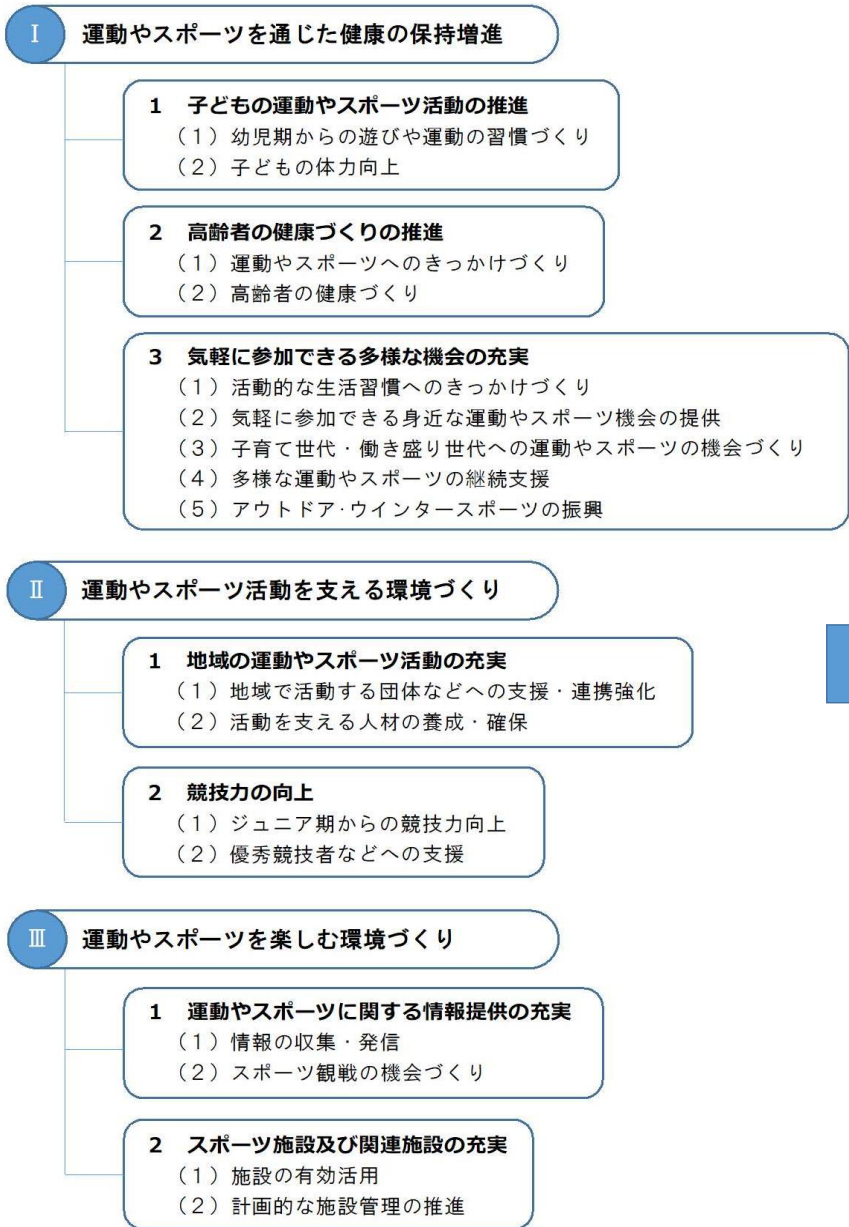 Ⅰ 運動やスポーツを通じた健康の保持増進
1 子どもの運動やスポーツ活動の推進
（１）幼児期からの遊びや運動の習慣づくり
（２）子どもの体力向上
2 高齢者の健康づくりの推進
（１）運動やスポーツへのきっかけづくり
（２）高齢者の健康づくり
3 気軽に参加できる多様な機会の充実
（１）活動的な生活習慣へのきっかけづくり
（２）気軽に参加できる身近な運動やスポーツ機会の提供
（３）子育て世代・働き盛り世代への運動やスポーツの機会づくり
（４）多様な運動やスポーツの継続支援
（５）アウトドア･ウインタースポーツの振興
Ⅱ 運動やスポーツ活動を支える環境づくり
1 地域の運動やスポーツ活動の充実
（１）地域で活動する団体などへの支援・連携強化
（２）活動を支える人材の養成・確保
2 競技力の向上
（１）ジュニア期からの競技力向上
（２）優秀競技者などへの支援
Ⅲ 運動やスポーツを楽しむ環境づくり
1 運動やスポーツに関する情報提供の充実
（１）情報の収集・発信
（２）スポーツ観戦の機会づくり
2 スポーツ施設及び関連施設の充実
（１）施設の有効活用
（２）計画的な施設管理の推進